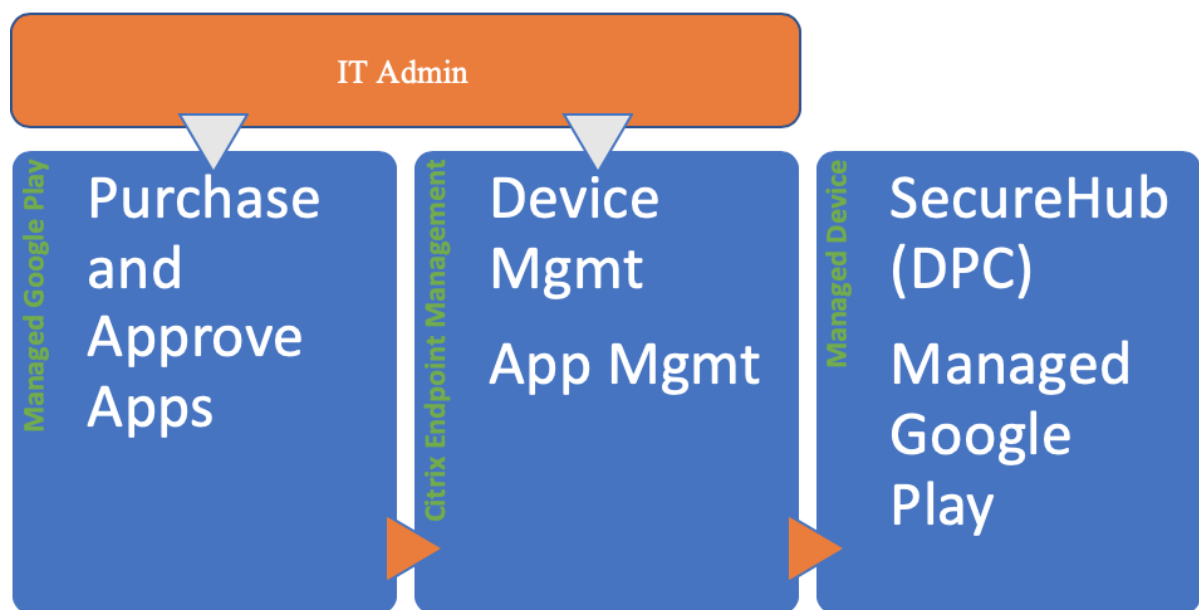 IT Admin
Managed Google Play
Purchase
and
Approve
Apps
Citrix Endpoint Management
Device
Mgmt
App Mgmt
Managed Device
SecureHub
(DPC)
Managed
Google
Play